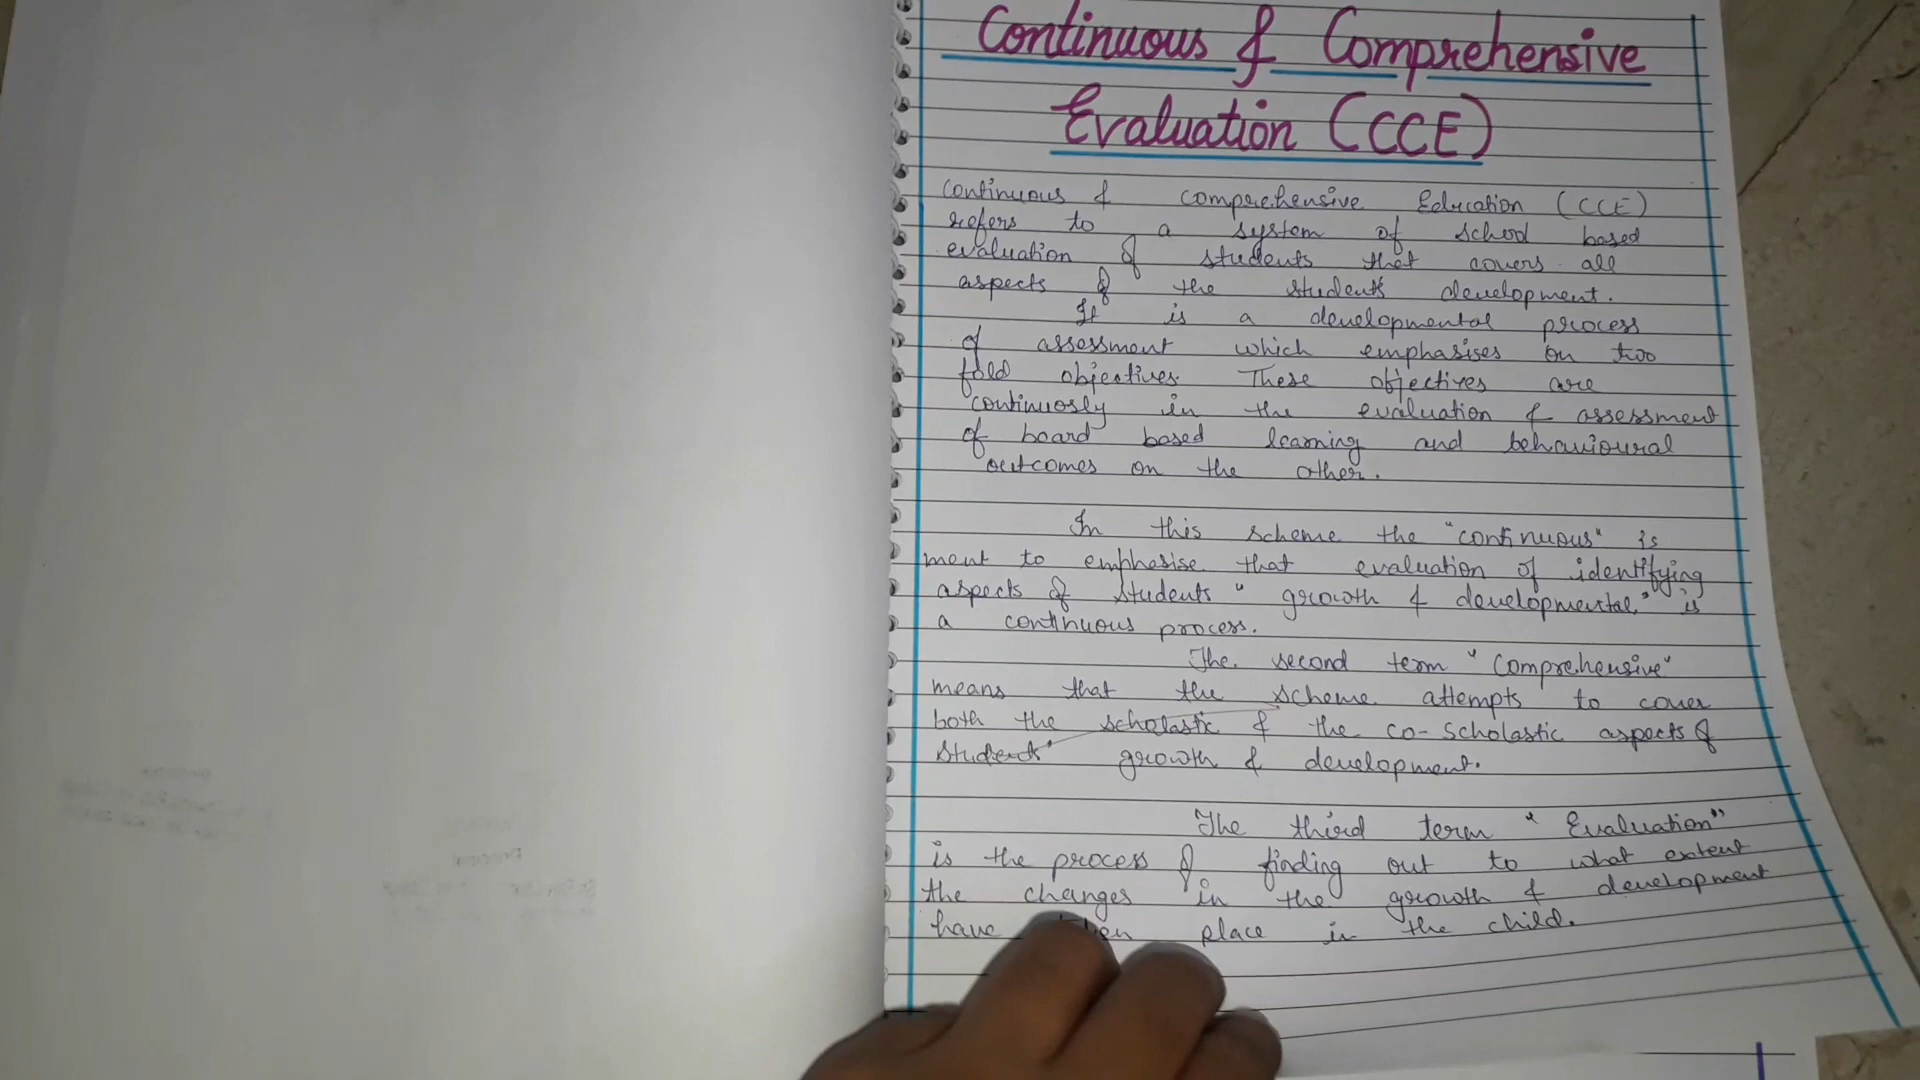 Continuous & Comprehensive
Evaluation (CCE)
Continuous & Comprehensive Education (CCE)
refers to a system of school based
evaluation of students that covers all
aspects of the student's development.
It is a developmental process
of assessment which emphasises on two
fold objectives. These objectives are
continuosly in the evaluation & assessment
of board based learning and behavioural
outcomes on the other.
In this scheme the "continuous" is
ment to emphasise that evaluation of identifying
aspects of students "growth & developmental" is
a continuous process.
The second term "Comprehensive"
means that the scheme attempts to cover
both the scholastic & the co-scholastic aspects of
students' growth & development.
The third term "Evaluation"
is the process of finding out to what extent
the changes in the growth & development
have place in the child.